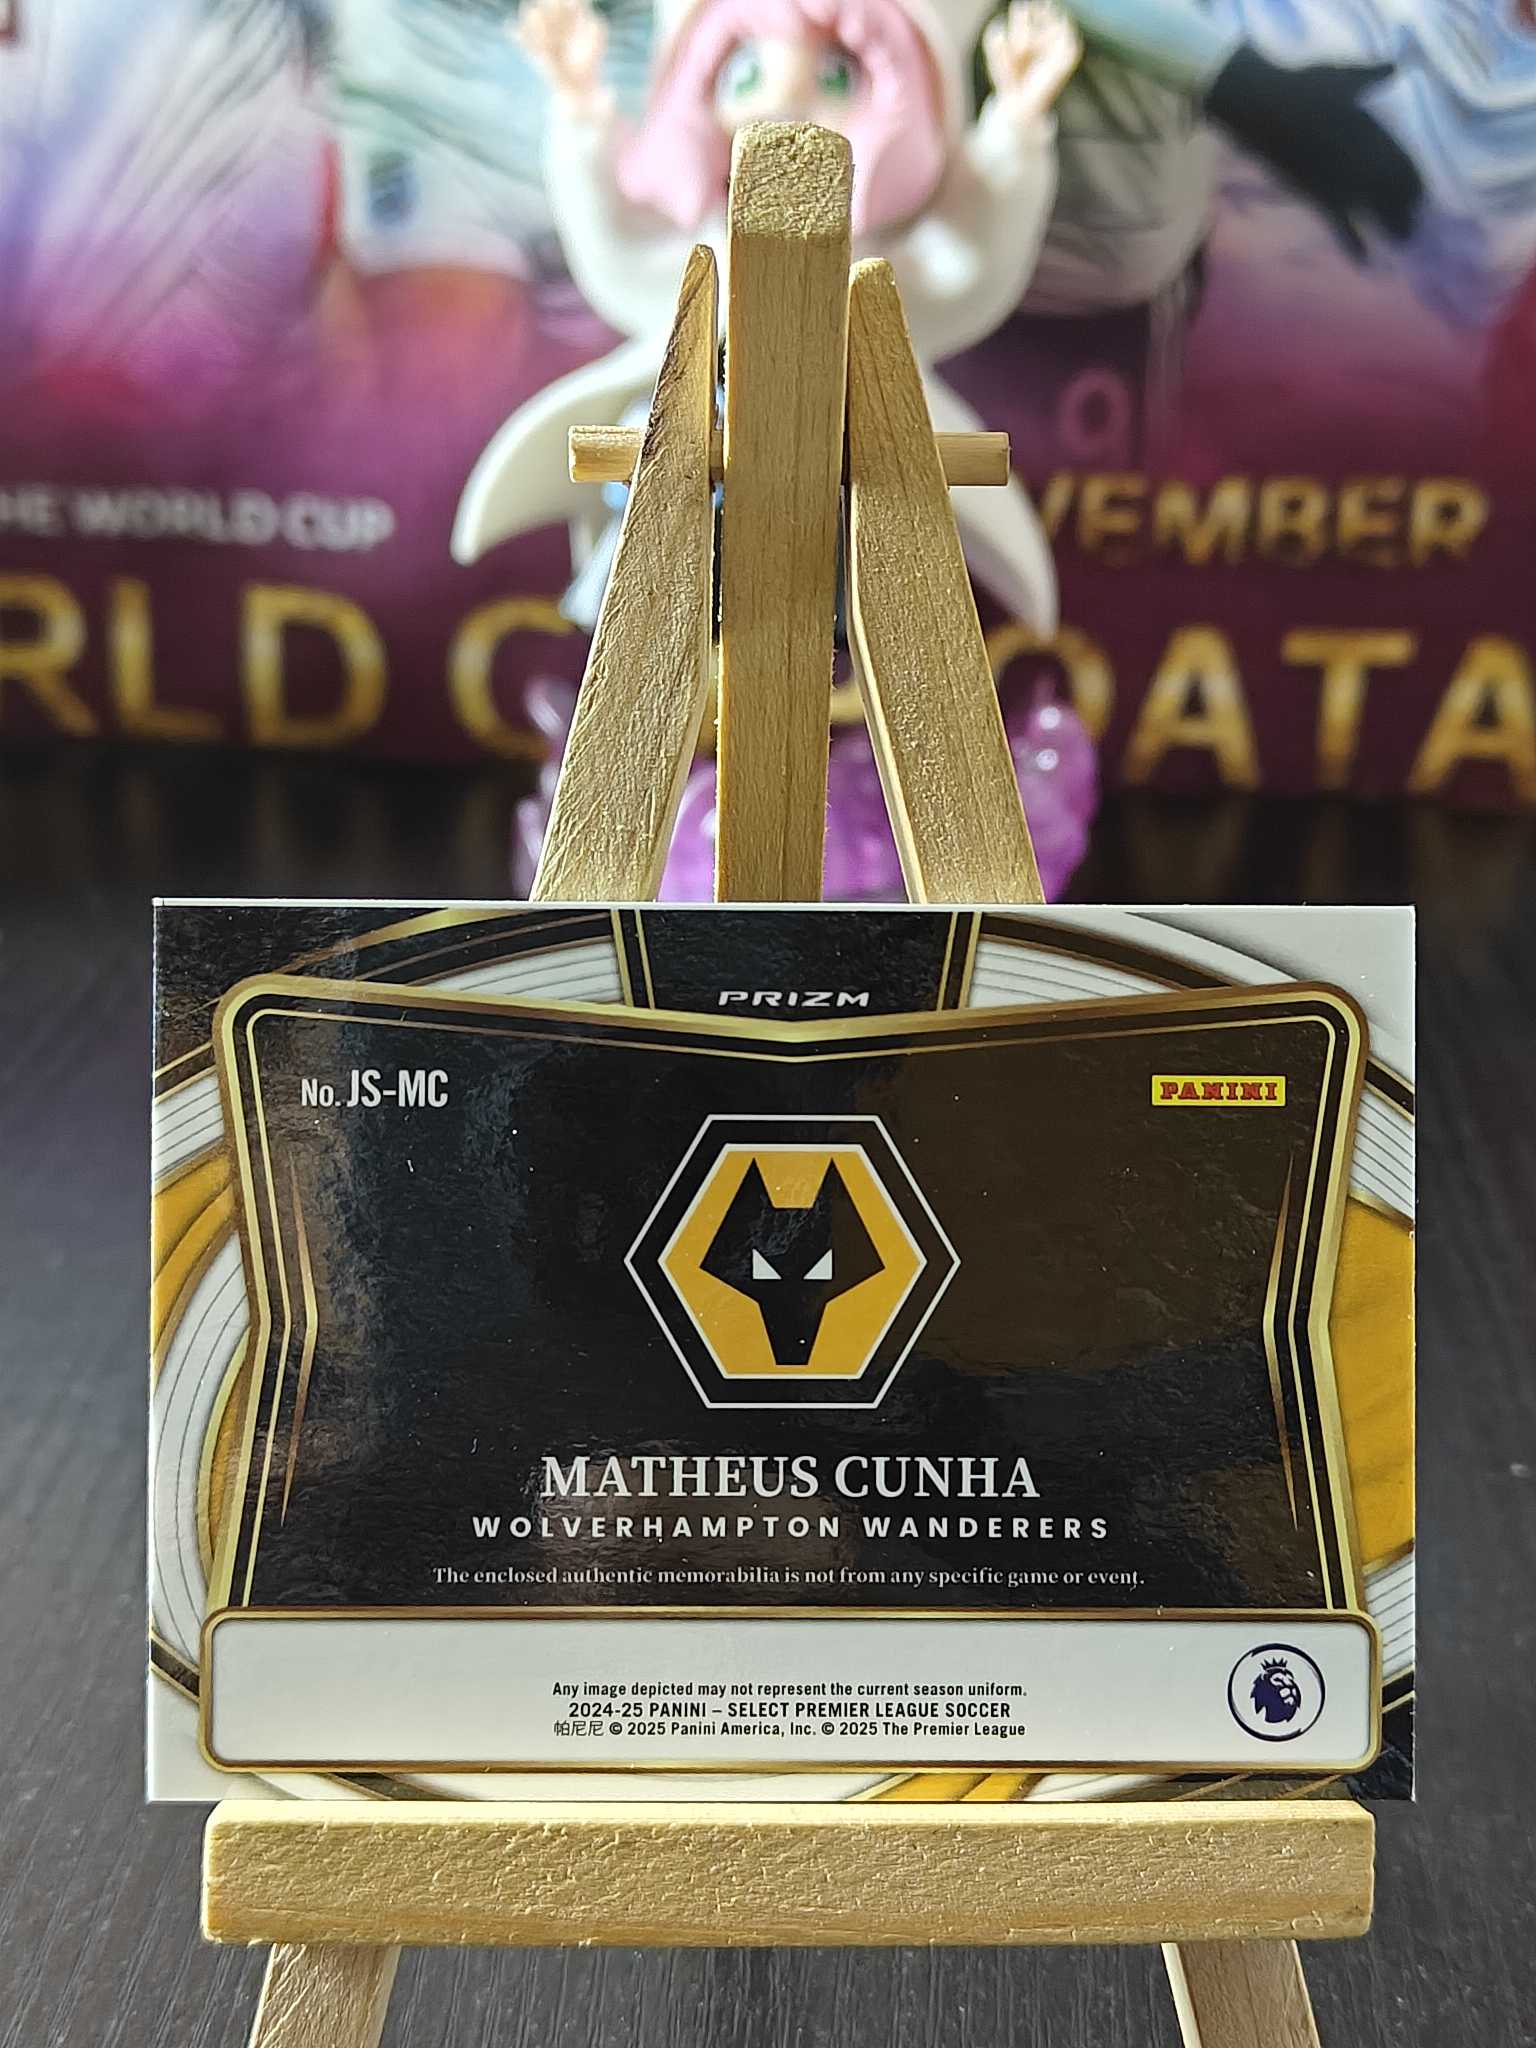 HE WORLD CUP
VEMBER
RLD C
QATA
PRIZM
No. JS-MC
PANINI
MATHEUS CUNHA
WOLVERHAMPTON WANDERERS
The enclosed authentic memorabilia is not from any specific game or event.
Any image depicted may not represent the current season uniform.
2024-25 PANINI – SELECT PREMIER LEAGUE SOCCER
帕尼尼 © 2025 Panini America, Inc. © 2025 The Premier League